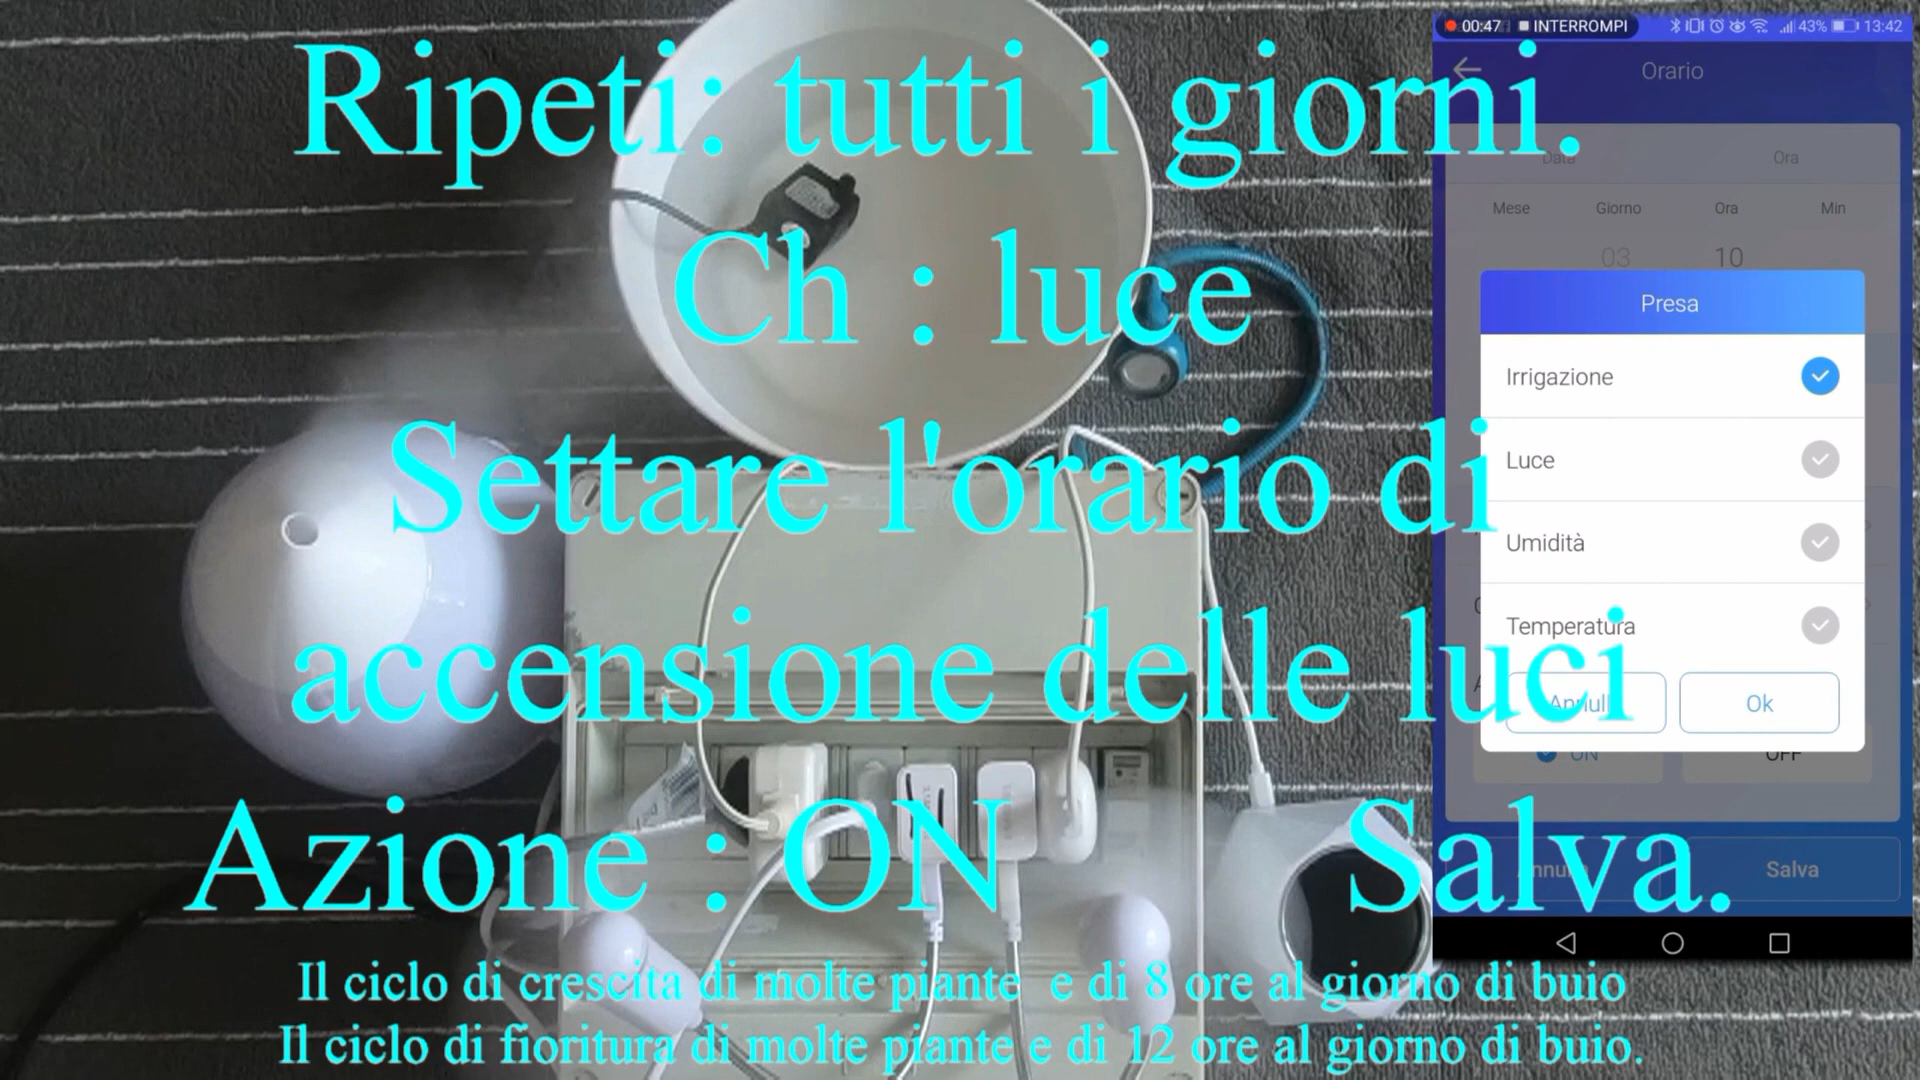 Ripeti: tutti i giorni.
Ch : luce
Settare l'orario di
accensione delle luci
Azione : ON Salva.
Il ciclo di crescita di molte piante e di 8 ore al giorno di buio
Il ciclo di fioritura di molte piante e di 12 ore al giorno di buio.
00:47 INTERROMPI 43% 13:42
Orario
Data Ora
Mese Giorno Ora Min
03 10
Presa
Irrigazione
Luce
Umidità
Temperatura
Ok
ON OFF
Salva